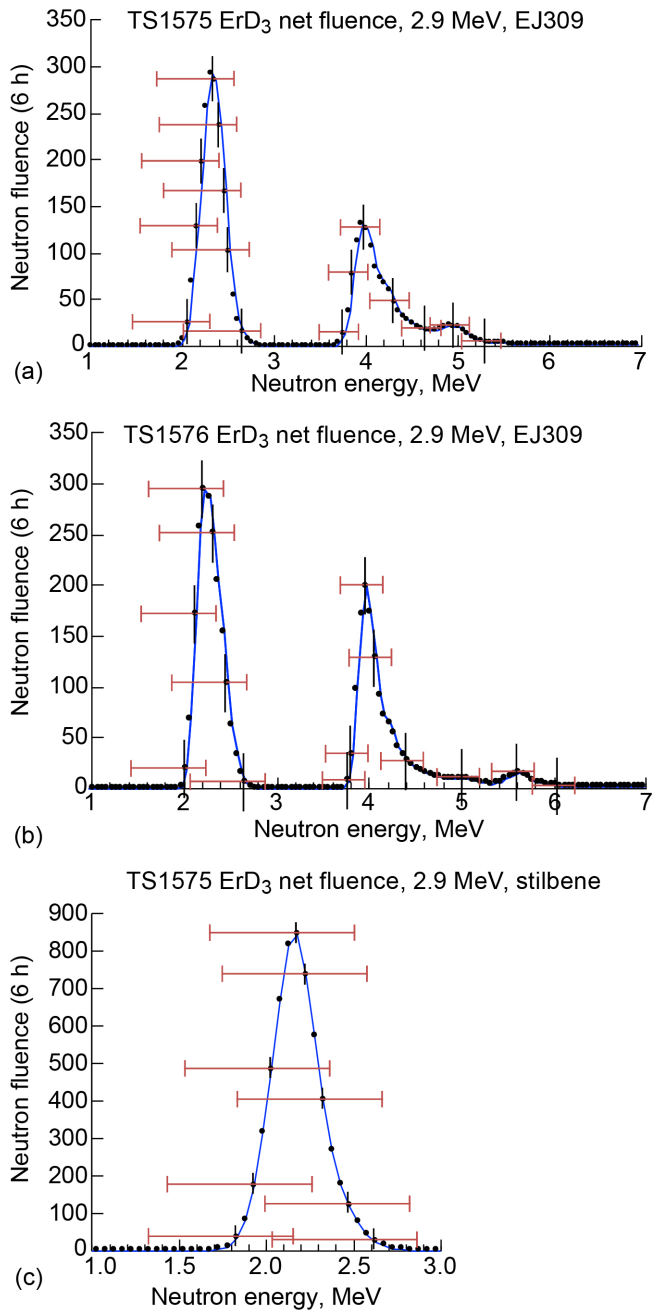 TS1575 ErD3 net fluence, 2.9 MeV, EJ309
Neutron fluence (6 h)
350
300
250
200
150
100
50
0
1 2 3 4 5 6 7
Neutron energy, MeV
(a)
TS1576 ErD3 net fluence, 2.9 MeV, EJ309
Neutron fluence (6 h)
350
300
250
200
150
100
50
0
1 2 3 4 5 6 7
Neutron energy, MeV
(b)
TS1575 ErD3 net fluence, 2.9 MeV, stilbene
Neutron fluence (6 h)
900
800
700
600
500
400
300
200
100
0
1.0 1.5 2.0 2.5 3.0
Neutron energy, MeV
(c)